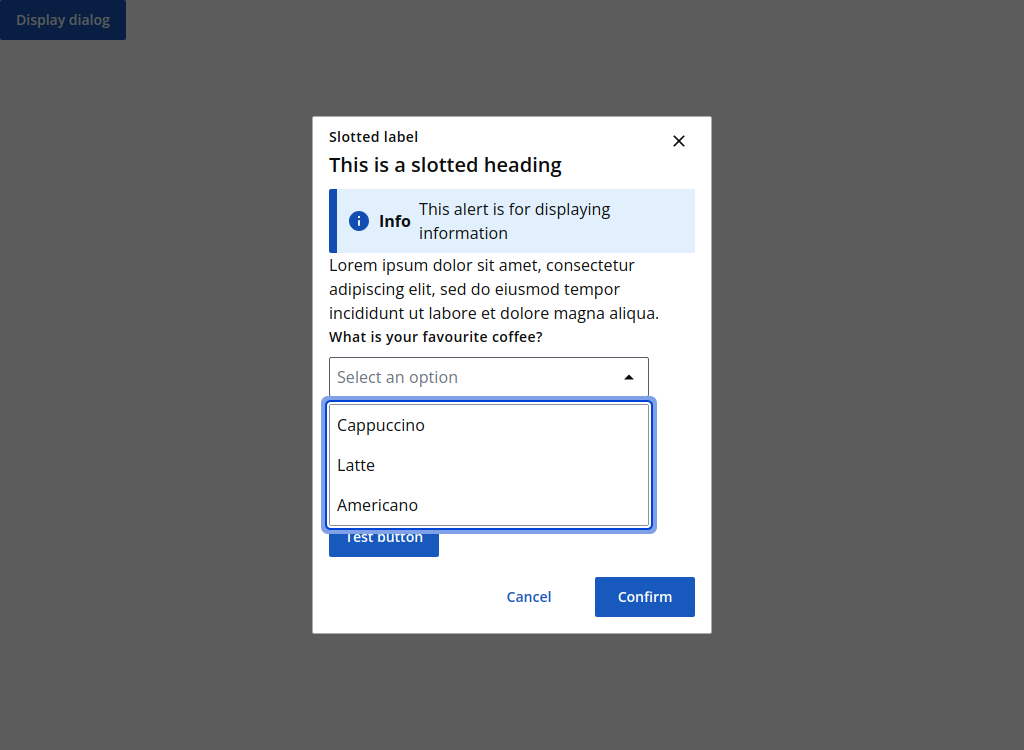 Display dialog
Slotted label
This is a slotted heading
Info
This alert is for displaying
information
Lorem ipsum dolor sit amet, consectetur
adipiscing elit, sed do eiusmod tempor
incididunt ut labore et dolore magna aliqua.
What is your favourite coffee?
Select an option
Cappuccino
Latte
Americano
Test button
Cancel
Confirm